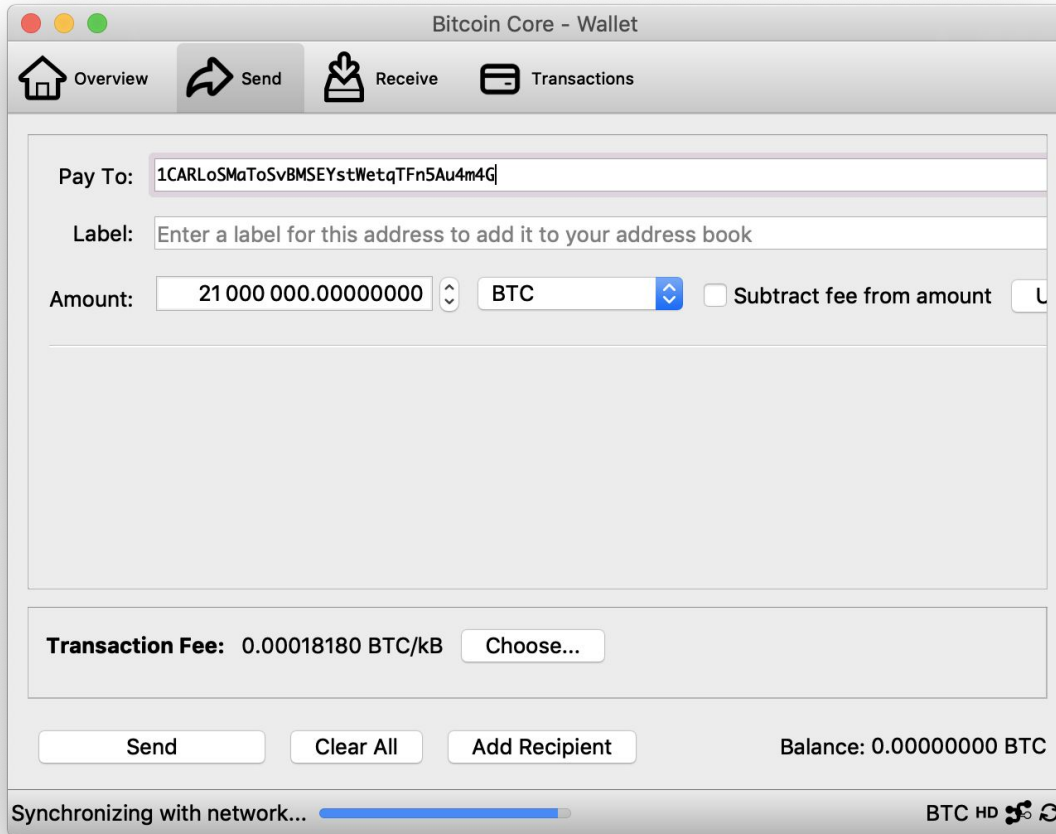 Bitcoin Core - Wallet
Overview Send Receive Transactions
Pay To: 1CARLoSMaToSvBMSEYstWetqTFn5Au4m4G
Label: Enter a label for this address to add it to your address book
Amount: 21 000 000.00000000 BTC Subtract fee from amount U
Transaction Fee: 0.00018180 BTC/kB Choose...
Send Clear All Add Recipient Balance: 0.00000000 BTC
Synchronizing with network... BTC HD